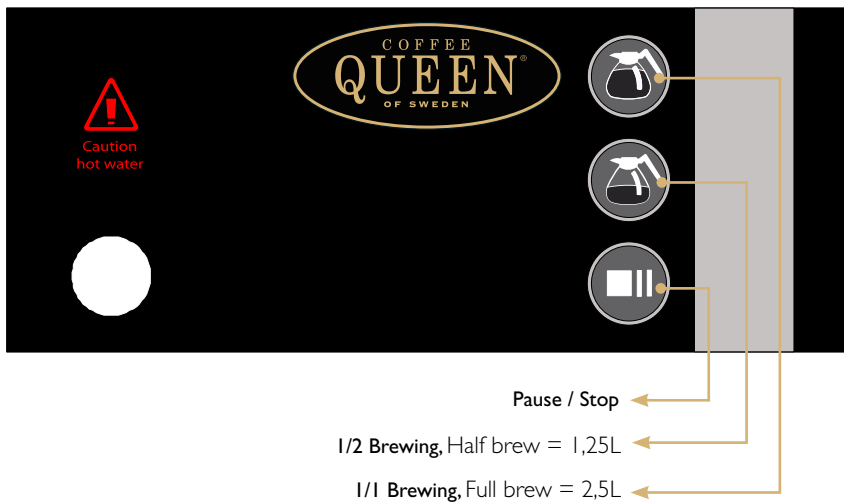 COFFEE
QUEEN®
OF SWEDEN
Caution
hot water
Pause / Stop
1/2 Brewing, Half brew = 1,25L
1/1 Brewing, Full brew = 2,5L